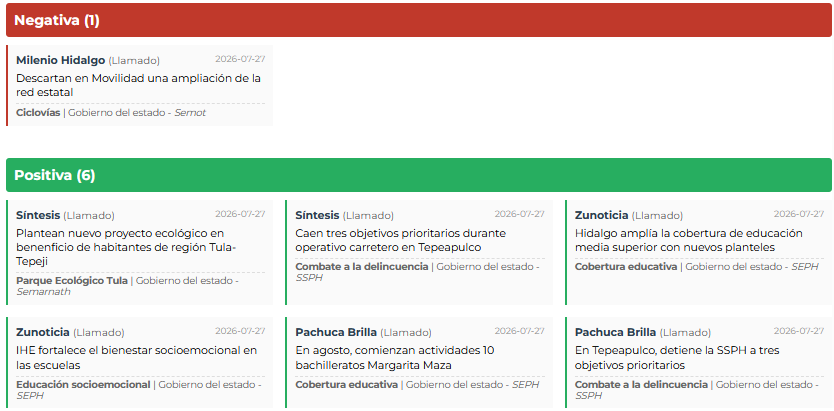 Negativa (1)
Milenio Hidalgo (Llamado) 2026-07-27
Descartan en Movilidad una ampliación de la
red estatal
Ciclovías | Gobierno del estado - Semot
Positiva (6)
Síntesis (Llamado) 2026-07-27
Plantean nuevo proyecto ecológico en
benenficio de habitantes de región Tula-
Tepeji
Parque Ecológico Tula | Gobierno del estado -
Semarnath
Síntesis (Llamado) 2026-07-27
Caen tres objetivos prioritarios durante
operativo carretero en Tepeapulco
Combate a la delincuencia | Gobierno del estado -
SSPH
Zunoticia (Llamado) 2026-07-27
Hidalgo amplía la cobertura de educación
media superior con nuevos planteles
Cobertura educativa | Gobierno del estado - SEPH
Zunoticia (Llamado) 2026-07-27
IHE fortalece el bienestar socioemocional en
las escuelas
Educación socioemocional | Gobierno del estado -
SEPH
Pachuca Brilla (Llamado) 2026-07-27
En agosto, comienzan actividades 10
bachilleratos Margarita Maza
Cobertura educativa | Gobierno del estado - SEPH
Pachuca Brilla (Llamado) 2026-07-27
En Tepeapulco, detiene la SSPH a tres
objetivos prioritarios
Combate a la delincuencia | Gobierno del estado -
SSPH